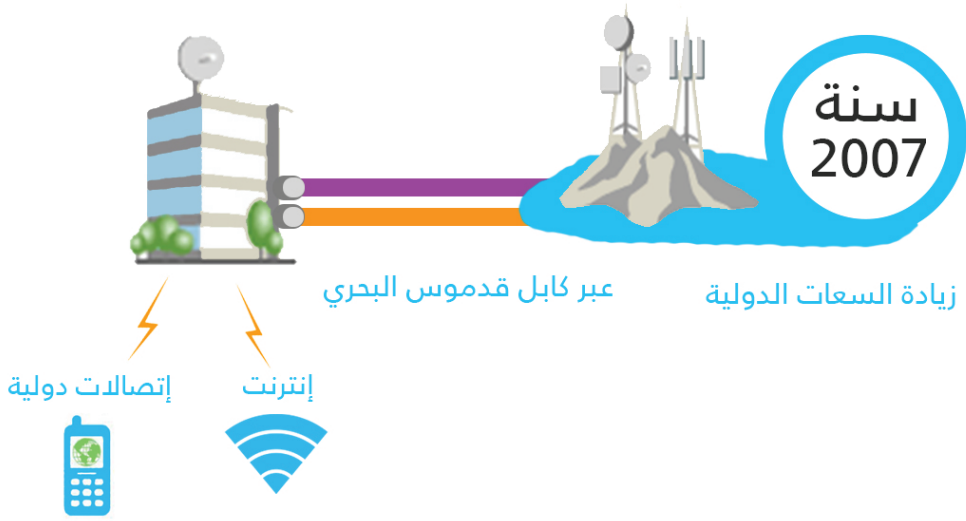 سنة
2007
زيادة السعات الدولية
عبر كابل قدموس البحري
إنترنت
إتصالات دولية